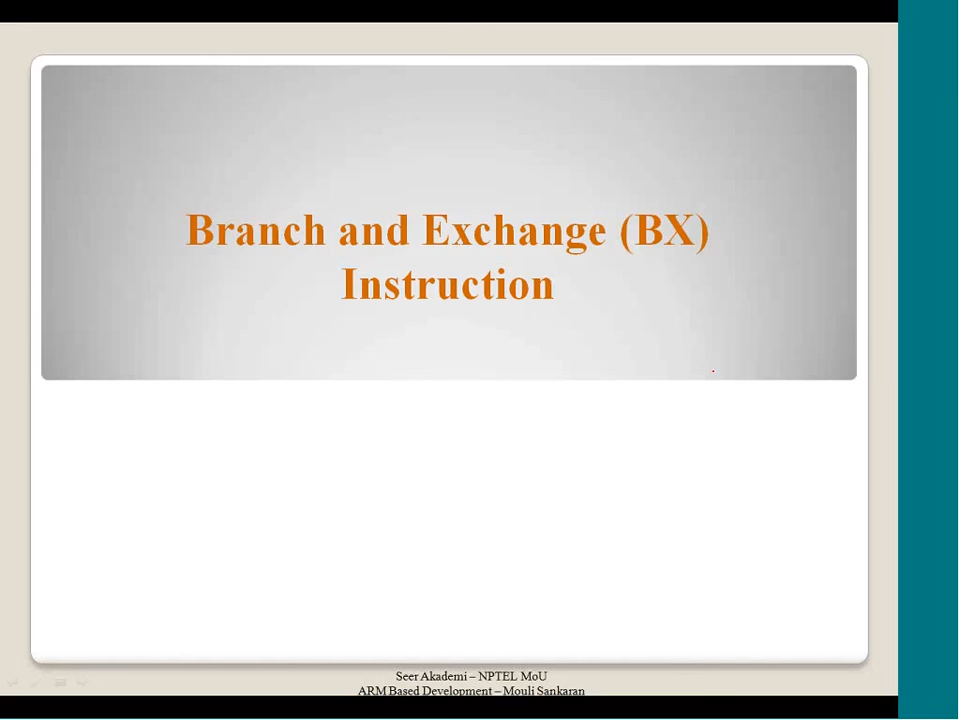 Branch and Exchange (BX)
Instruction
Seer Akademi – NPTEL MoU
ARM Based Development – Mouli Sankaran